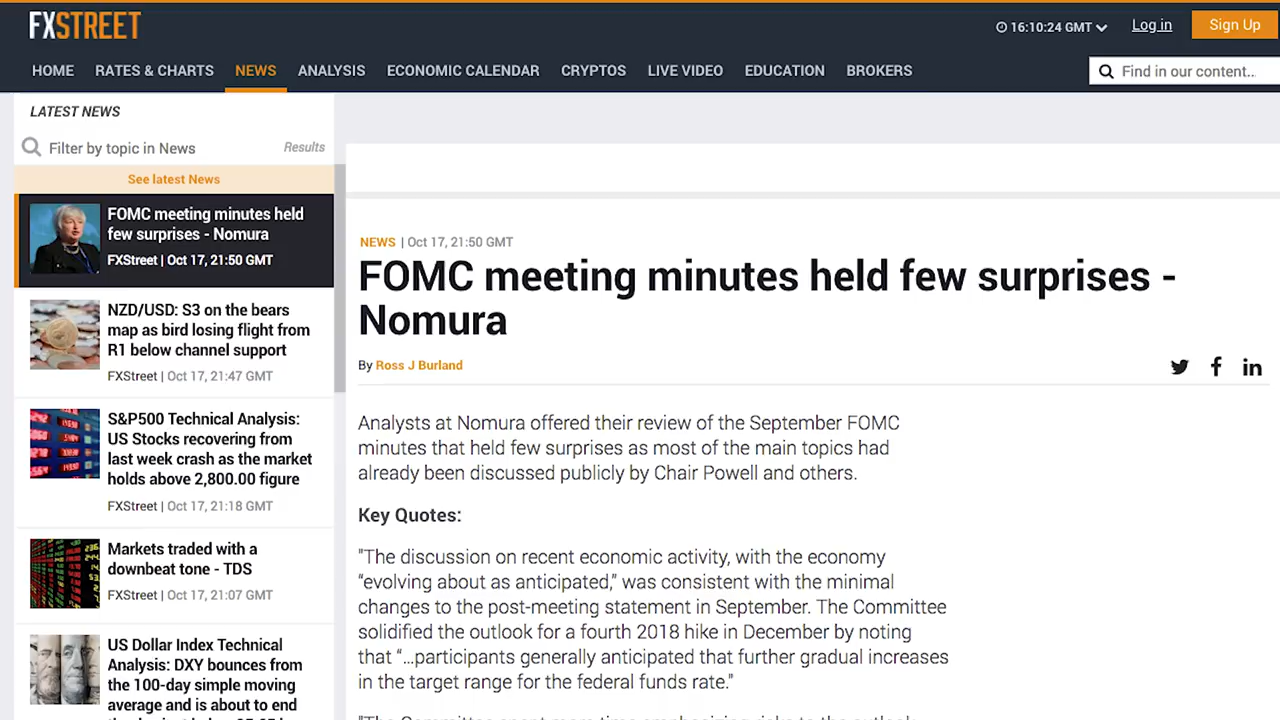 FXSTREET
16:10:24 GMT
Log in
Sign Up
HOME RATES & CHARTS NEWS ANALYSIS ECONOMIC CALENDAR CRYPTOS LIVE VIDEO EDUCATION BROKERS
Find in our content..
LATEST NEWS
Filter by topic in News
Results
See latest News
FOMC meeting minutes held
few surprises - Nomura
FXStreet | Oct 17, 21:50 GMT
NZD/USD: S3 on the bears
map as bird losing flight from
R1 below channel support
FXStreet | Oct 17, 21:47 GMT
S&P500 Technical Analysis:
US Stocks recovering from
last week crash as the market
holds above 2,800.00 figure
FXStreet | Oct 17, 21:18 GMT
Markets traded with a
downbeat tone - TDS
FXStreet | Oct 17, 21:07 GMT
US Dollar Index Technical
Analysis: DXY bounces from
the 100-day simple moving
average and is about to end
NEWS | Oct 17, 21:50 GMT
FOMC meeting minutes held few surprises -
Nomura
By Ross J Burland
Analysts at Nomura offered their review of the September FOMC
minutes that held few surprises as most of the main topics had
already been discussed publicly by Chair Powell and others.
Key Quotes:
"The discussion on recent economic activity, with the economy
“evolving about as anticipated,” was consistent with the minimal
changes to the post-meeting statement in September. The Committee
solidified the outlook for a fourth 2018 hike in December by noting
that “…participants generally anticipated that further gradual increases
in the target range for the federal funds rate.”